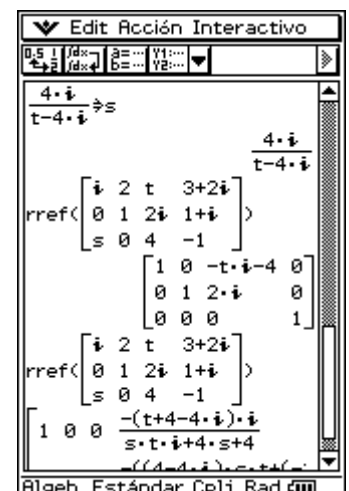 Edit Acción Interactivo
4·i/(t-4·i)⇒s
4·i/(t-4·i)
rref([i 2 t 3+2i
0 1 2i 1+i
s 0 4 -1])
[1 0 -t·i-4 0
0 1 2·i 0
0 0 0 1]
rref([i 2 t 3+2i
0 1 2i 1+i
s 0 4 -1])
[1 0 0 -(t+4-4·i)·i/(s·t·i+4·s+4)
Algeb Estándar Cplj Rad